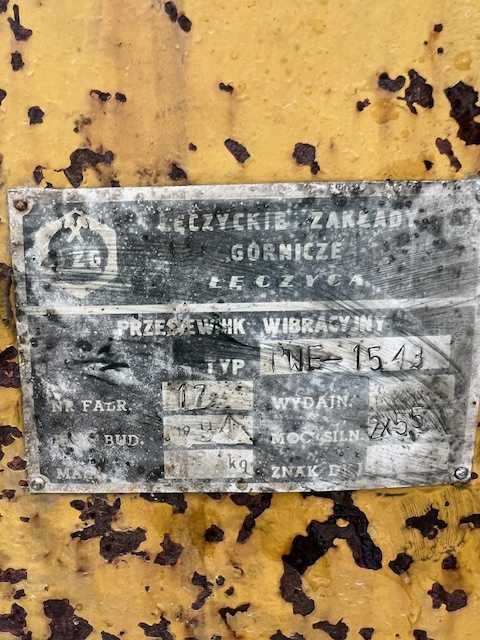 ŁĘCZYCKIE ZAKŁADY
GÓRNICZE
ŁĘCZYCA
PRZESIEWNIK WIBRACYJNY
TYP PWE-1543
NR FABR. 17 WYDAJN.
BUD. 1991 MOC SILN. 2x5,5
kg ZNAK